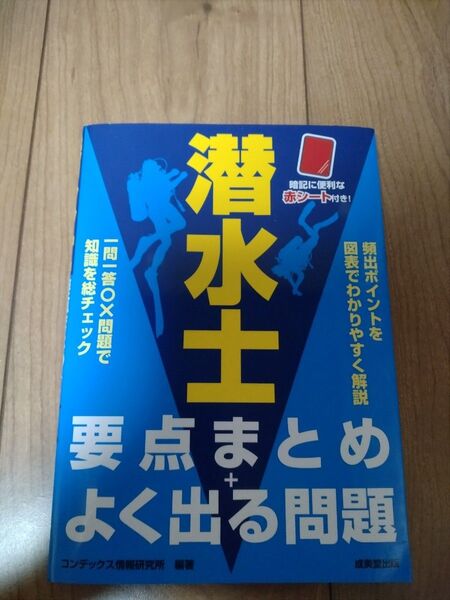 潜水士
暗記に便利な
赤シート付き!
頻出ポイントを
図表でわかりやすく解説
一問一答〇×問題で
知識を総チェック
要点まとめ
+
よく出る問題
コンデックス情報研究所 編著
成美堂出版